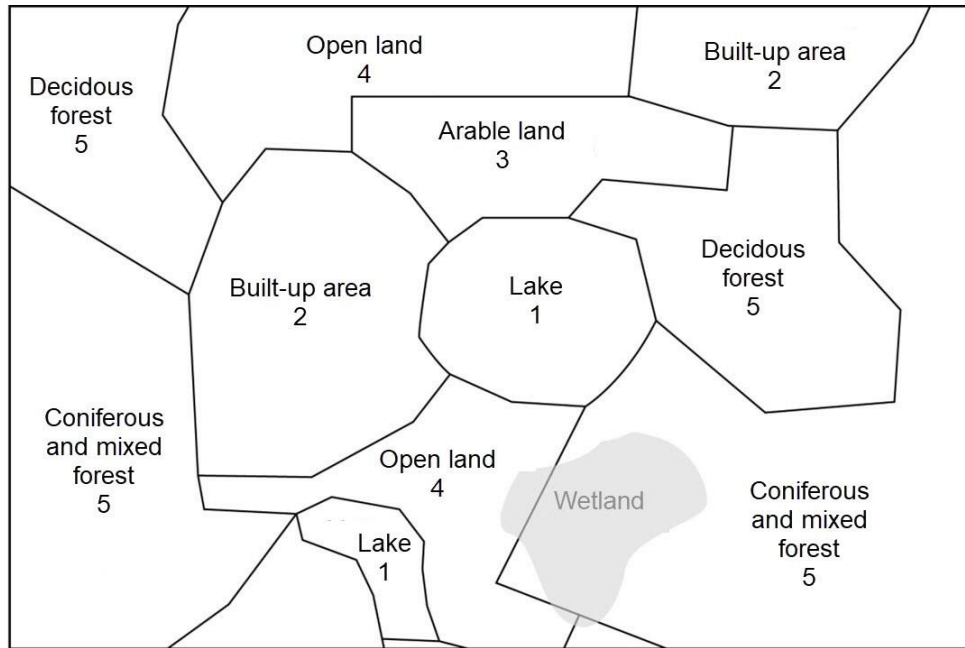 Open land
4
Built-up area
2
Decidous
forest
5
Arable land
3
Built-up area
2
Lake
1
Decidous
forest
5
Coniferous
and mixed
forest
5
Open land
4
Wetland
Coniferous
and mixed
forest
5
Lake
1